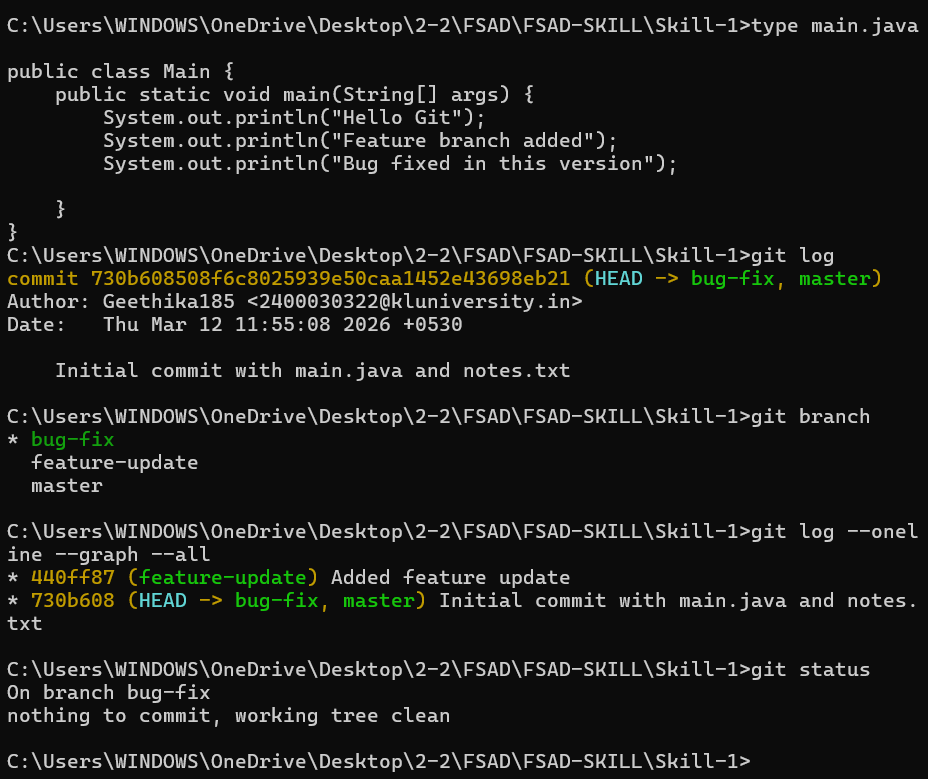 C:\Users\WINDOWS\OneDrive\Desktop\2-2\FSAD\FSAD-SKILL\Skill-1>type main.java
public class Main {
    public static void main(String[] args) {
        System.out.println("Hello Git");
        System.out.println("Feature branch added");
        System.out.println("Bug fixed in this version");
    }
}
C:\Users\WINDOWS\OneDrive\Desktop\2-2\FSAD\FSAD-SKILL\Skill-1>git log
commit 730b608508f6c8025939e50caa1452e43698eb21 (HEAD -> bug-fix, master)
Author: Geethika185 <2400030322@kluniversity.in>
Date:   Thu Mar 12 11:55:08 2026 +0530
    Initial commit with main.java and notes.txt
C:\Users\WINDOWS\OneDrive\Desktop\2-2\FSAD\FSAD-SKILL\Skill-1>git branch
* bug-fix
  feature-update
  master
C:\Users\WINDOWS\OneDrive\Desktop\2-2\FSAD\FSAD-SKILL\Skill-1>git log --onel
ine --graph --all
* 440ff87 (feature-update) Added feature update
* 730b608 (HEAD -> bug-fix, master) Initial commit with main.java and notes.
txt
C:\Users\WINDOWS\OneDrive\Desktop\2-2\FSAD\FSAD-SKILL\Skill-1>git status
On branch bug-fix
nothing to commit, working tree clean
C:\Users\WINDOWS\OneDrive\Desktop\2-2\FSAD\FSAD-SKILL\Skill-1>